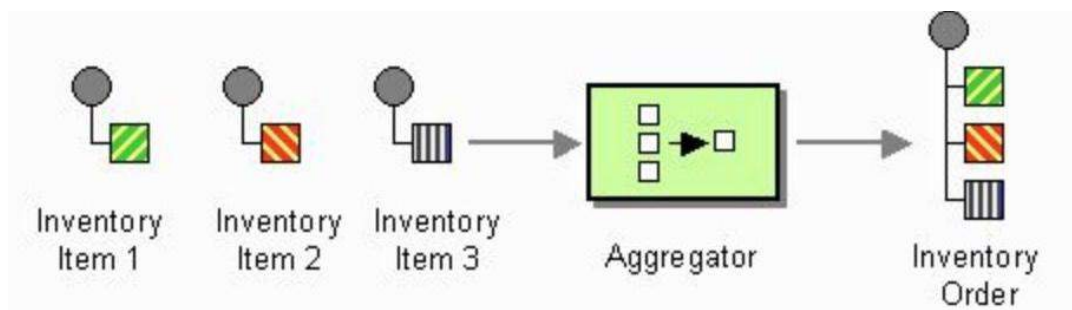 Inventory
Item 1
Inventory
Item 2
Inventory
Item 3
Aggregator
Inventory
Order